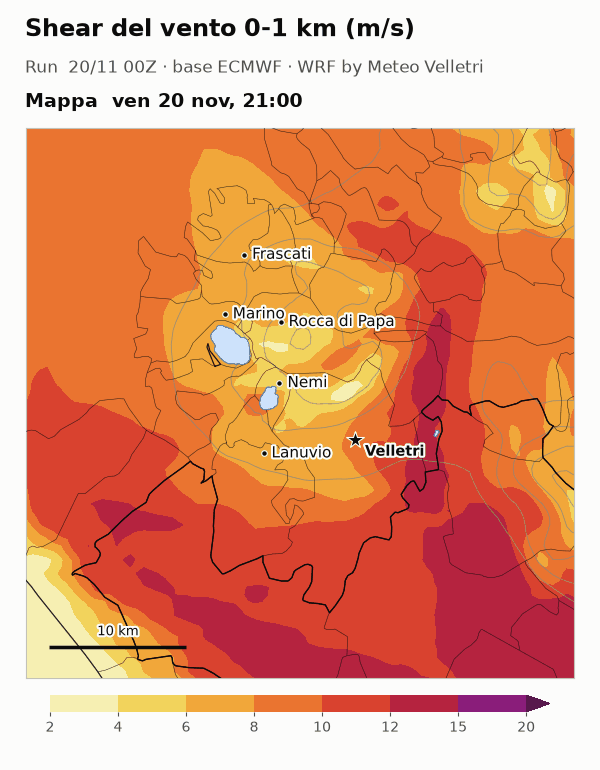 Shear del vento 0-1 km (m/s)
Run  20/11 00Z · base ECMWF · WRF by Meteo Velletri
Mappa  ven 20 nov, 21:00
Frascati
Marino
Rocca di Papa
Nemi
Velletri
Lanuvio
10 km
2 4 6 8 10 12 15 20